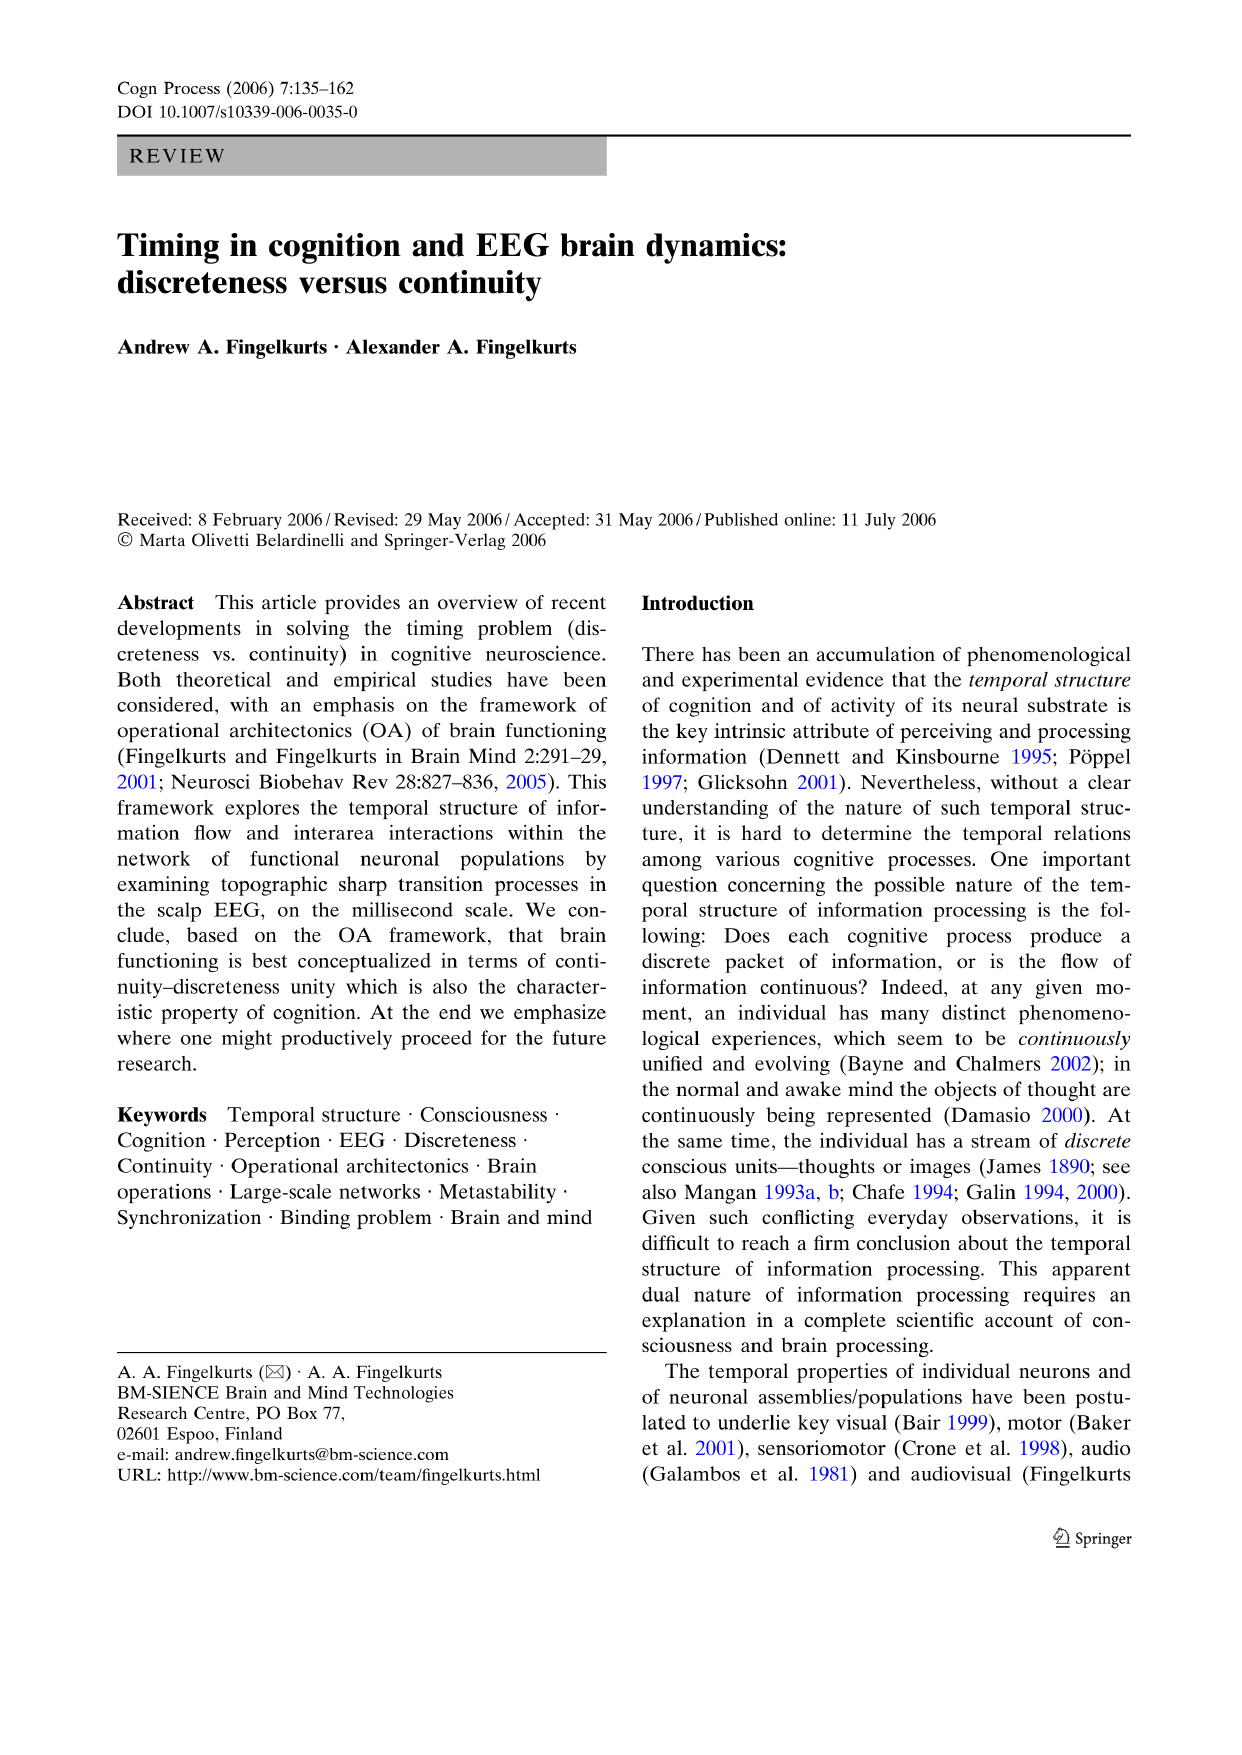 Cogn Process (2006) 7:135–162
DOI 10.1007/s10339-006-0035-0
REVIEW
Timing in cognition and EEG brain dynamics:
discreteness versus continuity
Andrew A. Fingelkurts · Alexander A. Fingelkurts
Received: 8 February 2006 / Revised: 29 May 2006 / Accepted: 31 May 2006 / Published online: 11 July 2006
© Marta Olivetti Belardinelli and Springer-Verlag 2006
Abstract This article provides an overview of recent
developments in solving the timing problem (dis-
creteness vs. continuity) in cognitive neuroscience.
Both theoretical and empirical studies have been
considered, with an emphasis on the framework of
operational architectonics (OA) of brain functioning
(Fingelkurts and Fingelkurts in Brain Mind 2:291–29,
2001; Neurosci Biobehav Rev 28:827–836, 2005). This
framework explores the temporal structure of infor-
mation flow and interarea interactions within the
network of functional neuronal populations by
examining topographic sharp transition processes in
the scalp EEG, on the millisecond scale. We con-
clude, based on the OA framework, that brain
functioning is best conceptualized in terms of conti-
nuity–discreteness unity which is also the character-
istic property of cognition. At the end we emphasize
where one might productively proceed for the future
research.
Keywords Temporal structure · Consciousness ·
Cognition · Perception · EEG · Discreteness ·
Continuity · Operational architectonics · Brain
operations · Large-scale networks · Metastability ·
Synchronization · Binding problem · Brain and mind
A. A. Fingelkurts (✉) · A. A. Fingelkurts
BM-SIENCE Brain and Mind Technologies
Research Centre, PO Box 77,
02601 Espoo, Finland
e-mail: andrew.fingelkurts@bm-science.com
URL: http://www.bm-science.com/team/fingelkurts.html
Introduction
There has been an accumulation of phenomenological
and experimental evidence that the temporal structure
of cognition and of activity of its neural substrate is
the key intrinsic attribute of perceiving and processing
information (Dennett and Kinsbourne 1995; Pöppel
1997; Glicksohn 2001). Nevertheless, without a clear
understanding of the nature of such temporal struc-
ture, it is hard to determine the temporal relations
among various cognitive processes. One important
question concerning the possible nature of the tem-
poral structure of information processing is the fol-
lowing: Does each cognitive process produce a
discrete packet of information, or is the flow of
information continuous? Indeed, at any given mo-
ment, an individual has many distinct phenomeno-
logical experiences, which seem to be continuously
unified and evolving (Bayne and Chalmers 2002); in
the normal and awake mind the objects of thought are
continuously being represented (Damasio 2000). At
the same time, the individual has a stream of discrete
conscious units—thoughts or images (James 1890; see
also Mangan 1993a, b; Chafe 1994; Galin 1994, 2000).
Given such conflicting everyday observations, it is
difficult to reach a firm conclusion about the temporal
structure of information processing. This apparent
dual nature of information processing requires an
explanation in a complete scientific account of con-
sciousness and brain processing.
The temporal properties of individual neurons and
of neuronal assemblies/populations have been postu-
lated to underlie key visual (Bair 1999), motor (Baker
et al. 2001), sensoriomotor (Crone et al. 1998), audio
(Galambos et al. 1981) and audiovisual (Fingelkurts
Springer